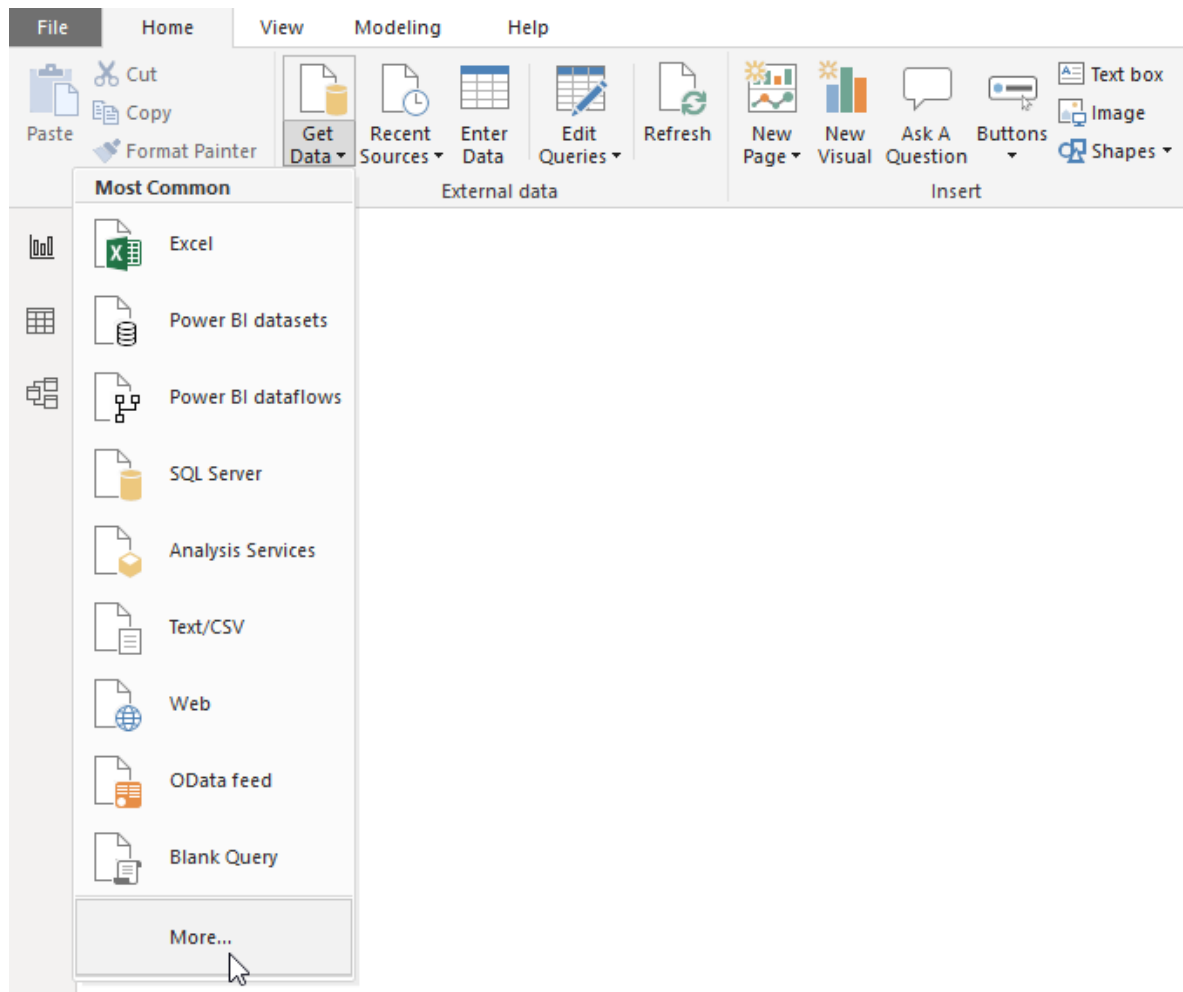 File Home View Modeling Help
Paste
Cut
Copy
Format Painter
Get Data
Recent Sources
Enter Data
Edit Queries
Refresh
External data
New Page
New Visual
Ask A Question
Buttons
Text box
Image
Shapes
Insert
Most Common
Excel
Power BI datasets
Power BI dataflows
SQL Server
Analysis Services
Text/CSV
Web
OData feed
Blank Query
More...